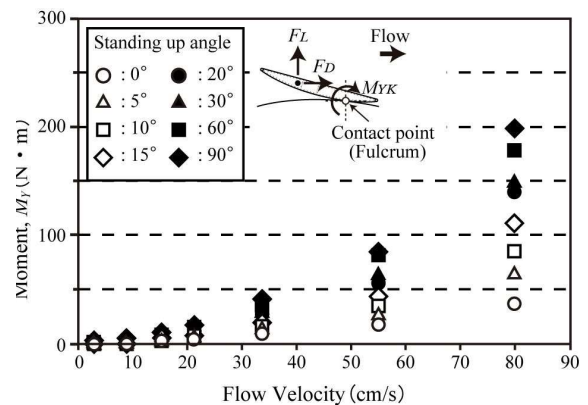 300
250
200
150
100
50
0
Moment, M_Y (N・m)
Standing up angle
○ : 0° ● : 20°
△ : 5° ▲ : 30°
□ : 10° ■ : 60°
◇ : 15° ◆ : 90°
F_L
F_D
Flow
M_YK
Contact point
(Fulcrum)
0 10 20 30 40 50 60 70 80 90
Flow Velocity (cm/s)